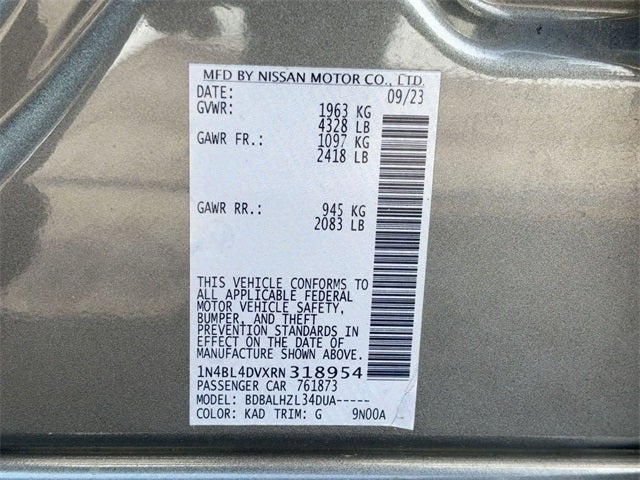 MFD BY NISSAN MOTOR CO., LTD.
DATE: 09/23
GVWR: 1963 KG
4328 LB
GAWR FR.: 1097 KG
2418 LB
GAWR RR.: 945 KG
2083 LB
THIS VEHICLE CONFORMS TO
ALL APPLICABLE FEDERAL
MOTOR VEHICLE SAFETY,
BUMPER, AND THEFT
PREVENTION STANDARDS IN
EFFECT ON THE DATE OF
MANUFACTURE SHOWN ABOVE.
1N4BL4DVXRN318954
PASSENGER CAR 761873
MODEL: BDBALHZL34DUA-----
COLOR: KAD TRIM: G 9N00A